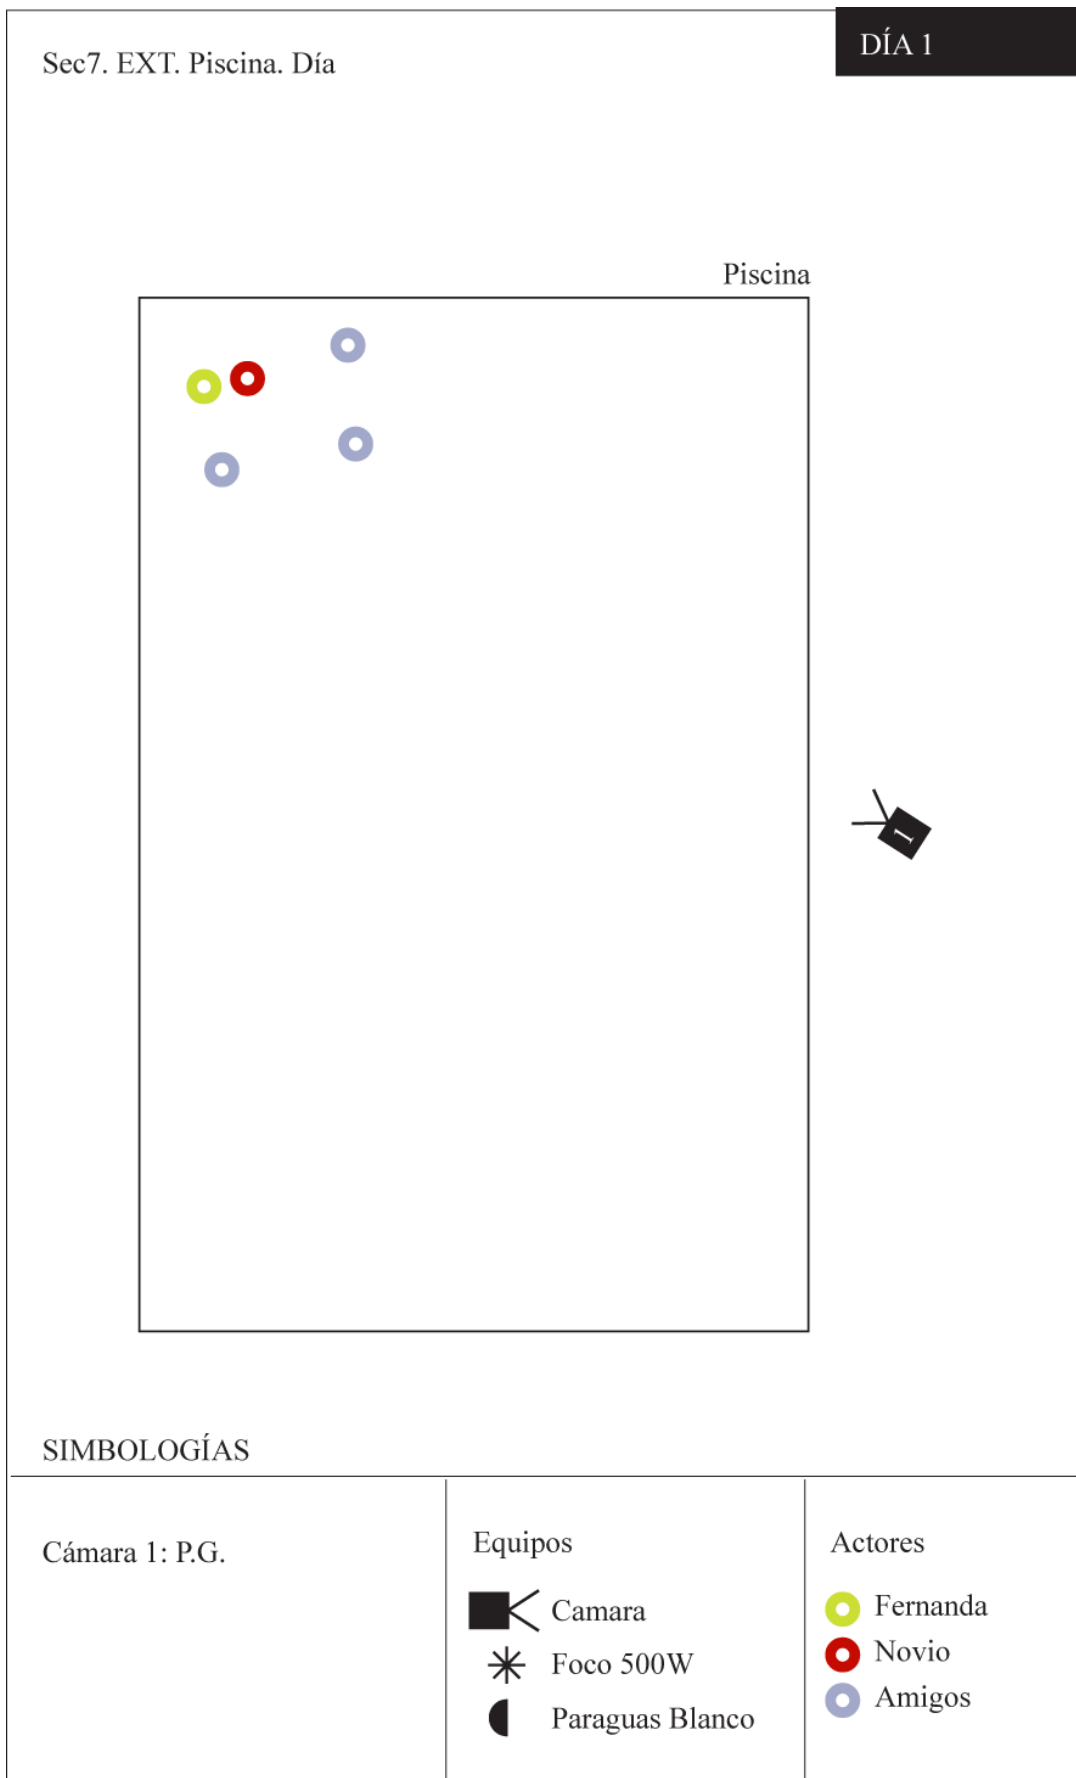 Sec7. EXT. Piscina. Día
DÍA 1
Piscina
1
SIMBOLOGÍAS
Cámara 1: P.G.
Equipos
Camara
Foco 500W
Paraguas Blanco
Actores
Fernanda
Novio
Amigos